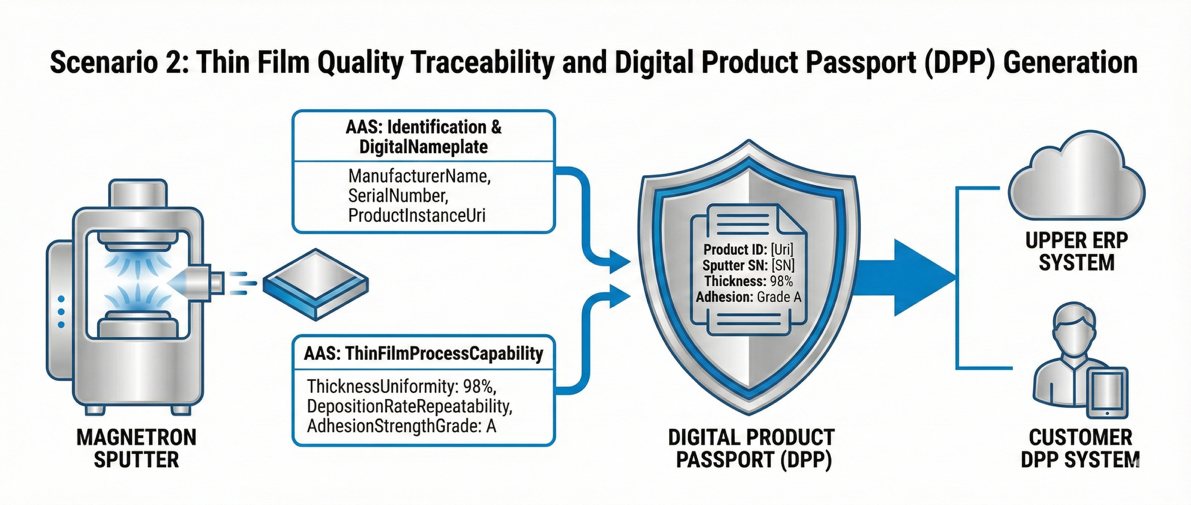 Scenario 2: Thin Film Quality Traceability and Digital Product Passport (DPP) Generation
AAS: Identification &
DigitalNameplate
ManufacturerName,
SerialNumber,
ProductInstanceUri
MAGNETRON
SPUTTER
AAS: ThinFilmProcessCapability
ThicknessUniformity: 98%,
DepositionRateRepeatability,
AdhesionStrengthGrade: A
Product ID: [Uri]
Sputter SN: [SN]
Thickness: 98%
Adhesion: Grade A
DIGITAL PRODUCT
PASSPORT (DPP)
UPPER ERP
SYSTEM
CUSTOMER
DPP SYSTEM